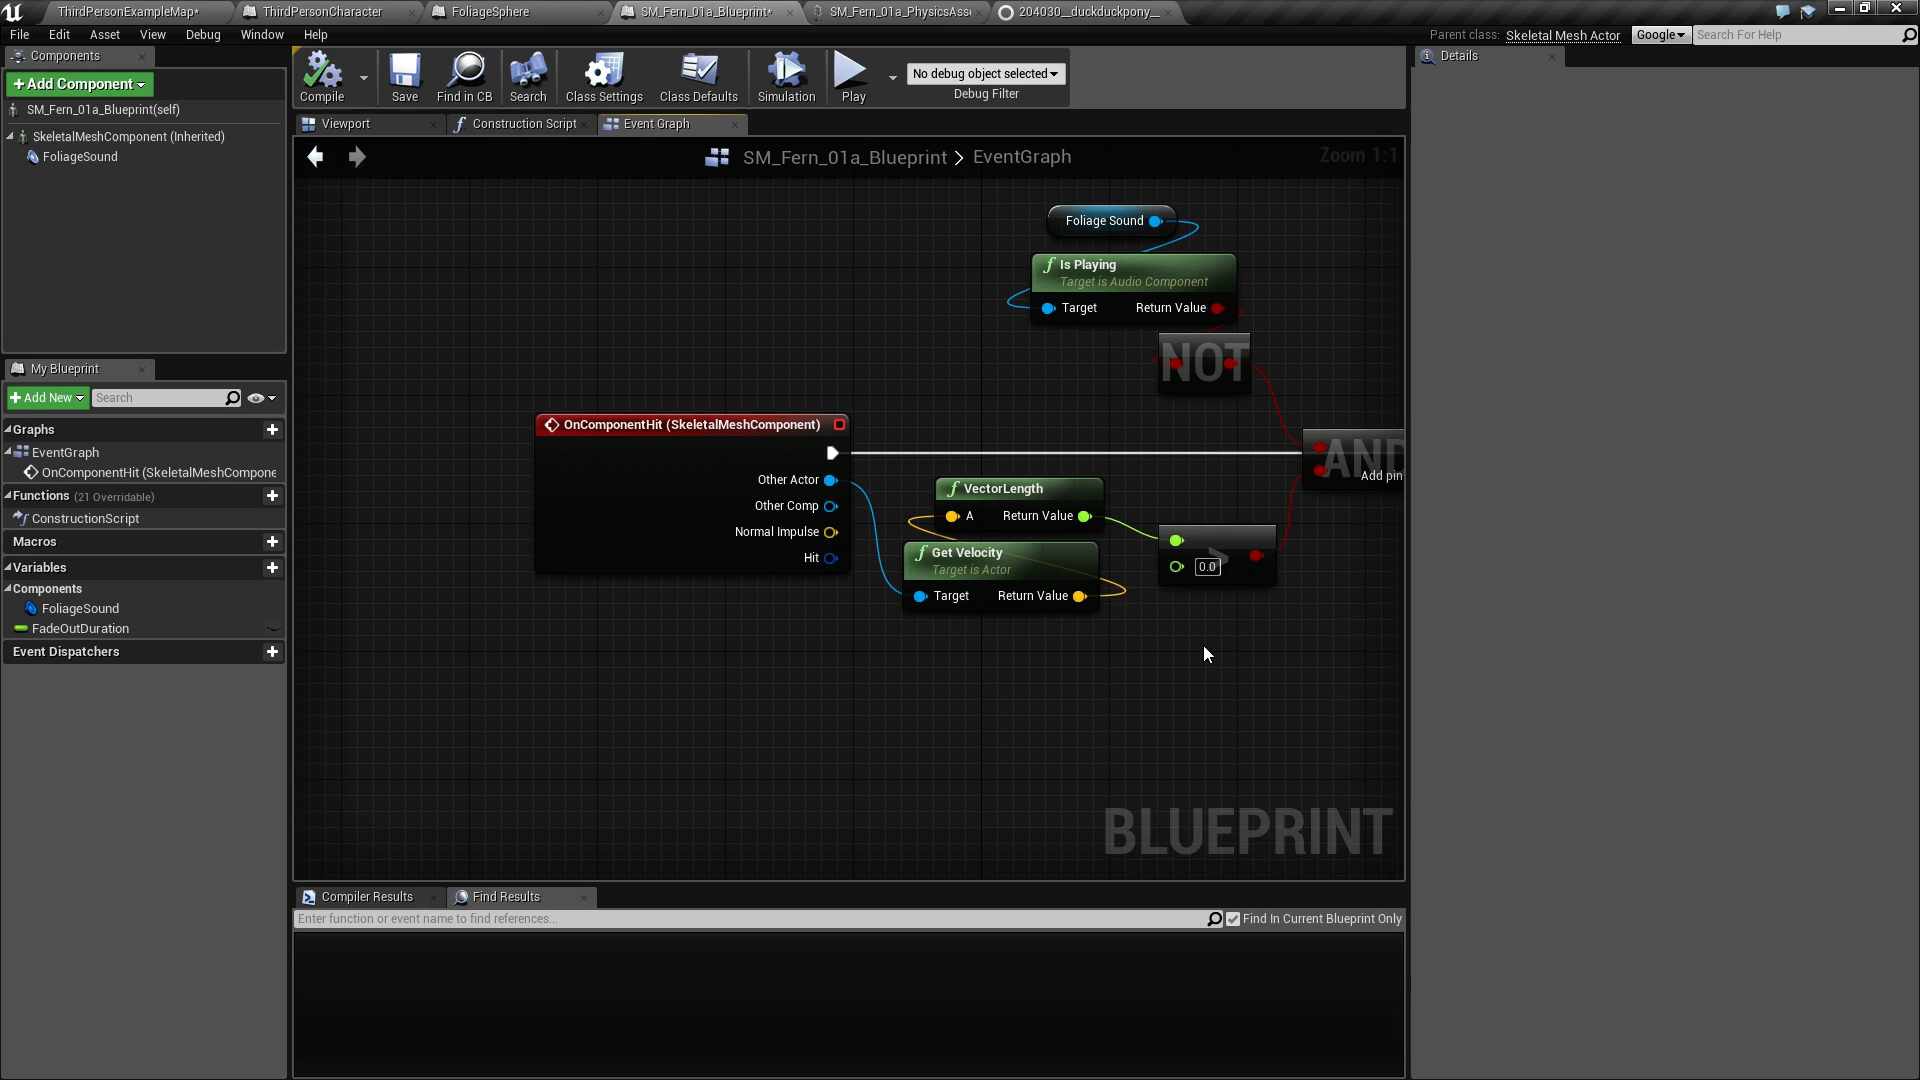 ThirdPersonExampleMap*
ThirdPersonCharacter
FoliageSphere
SM_Fern_01a_Blueprint*
SM_Fern_01a_PhysicsAss
204030__duckduckpony__
File Edit Asset View Debug Window Help
Parent class: Skeletal Mesh Actor
Google
Search For Help
Components
+Add Component
SM_Fern_01a_Blueprint(self)
SkeletalMeshComponent (Inherited)
FoliageSound
Compile
Save
Find in CB
Search
Class Settings
Class Defaults
Simulation
Play
No debug object selected
Debug Filter
Details
Viewport
Construction Script
Event Graph
SM_Fern_01a_Blueprint > EventGraph
Zoom 1:1
My Blueprint
+Add New
Search
Graphs
EventGraph
OnComponentHit (SkeletalMeshCompone
Functions (21 Overridable)
ConstructionScript
Macros
Variables
Components
FoliageSound
FadeOutDuration
Event Dispatchers
Foliage Sound
Is Playing
Target is Audio Component
Target
Return Value
NOT
OnComponentHit (SkeletalMeshComponent)
Other Actor
Other Comp
Normal Impulse
Hit
VectorLength
A
Return Value
Get Velocity
Target is Actor
Target
Return Value
>
0.0
AND
Add pin
BLUEPRINT
Compiler Results
Find Results
Enter function or event name to find references...
Find In Current Blueprint Only